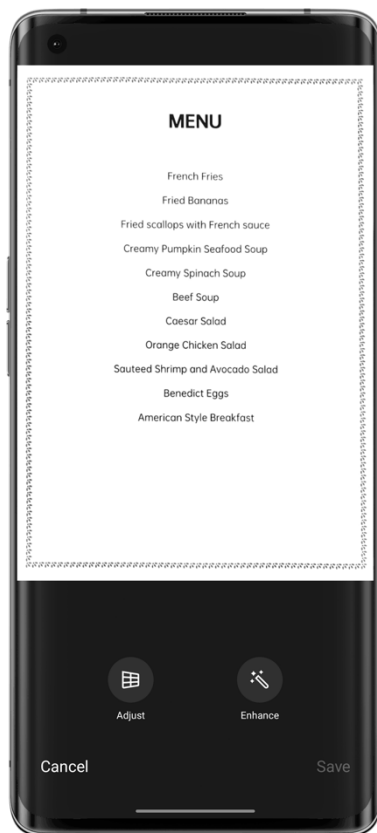 MENU
French Fries
Fried Bananas
Fried scallops with French sauce
Creamy Pumpkin Seafood Soup
Creamy Spinach Soup
Beef Soup
Caesar Salad
Orange Chicken Salad
Sauteed Shrimp and Avocado Salad
Benedict Eggs
American Style Breakfast
Adjust
Enhance
Cancel
Save